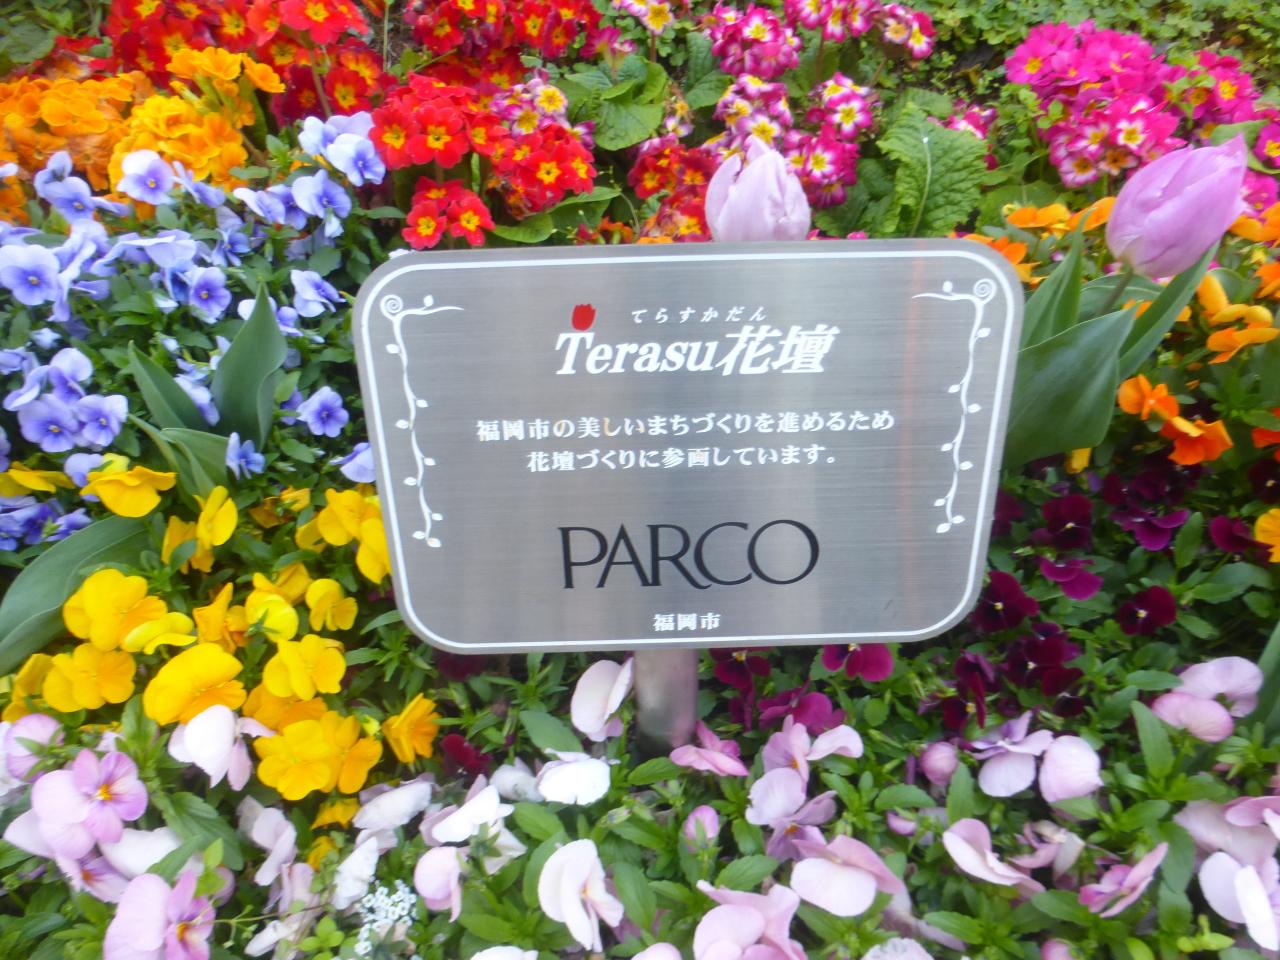 てらすかだん
Terasu花壇
福岡市の美しいまちづくりを進めるため
花壇づくりに参画しています。
PARCO
福岡市